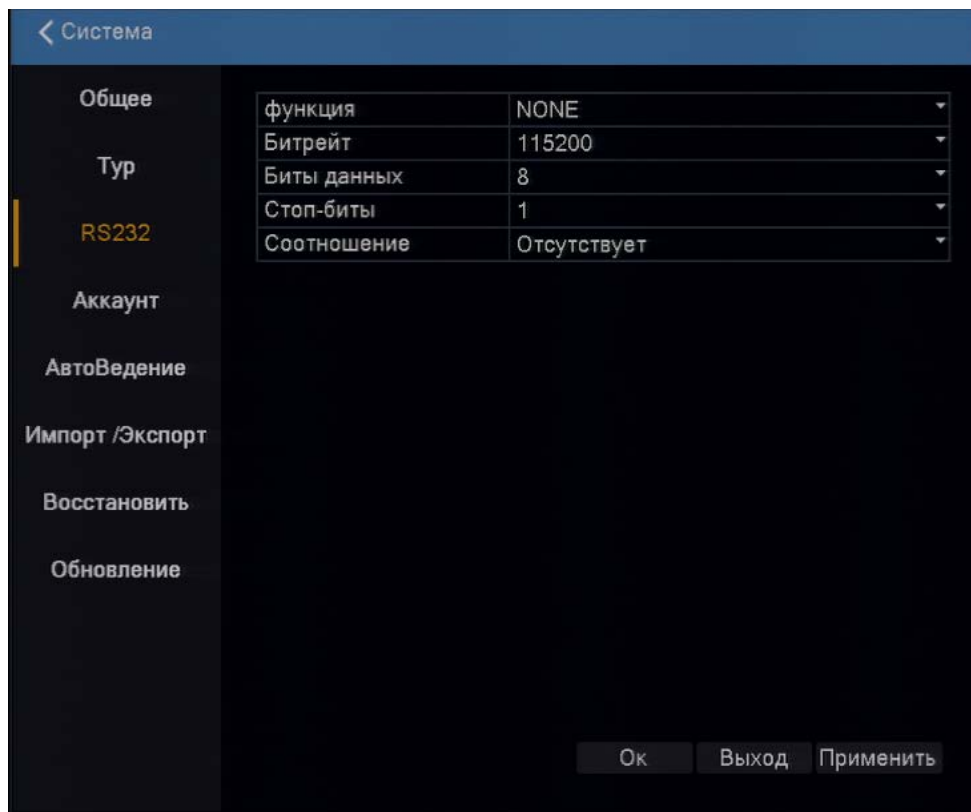 Система
Общее
Тур
RS232
Аккаунт
АвтоВедение
Импорт /Экспорт
Восстановить
Обновление
функция NONE
Битрейт 115200
Биты данных 8
Стоп-биты 1
Соотношение Отсутствует
Ок Выход Применить